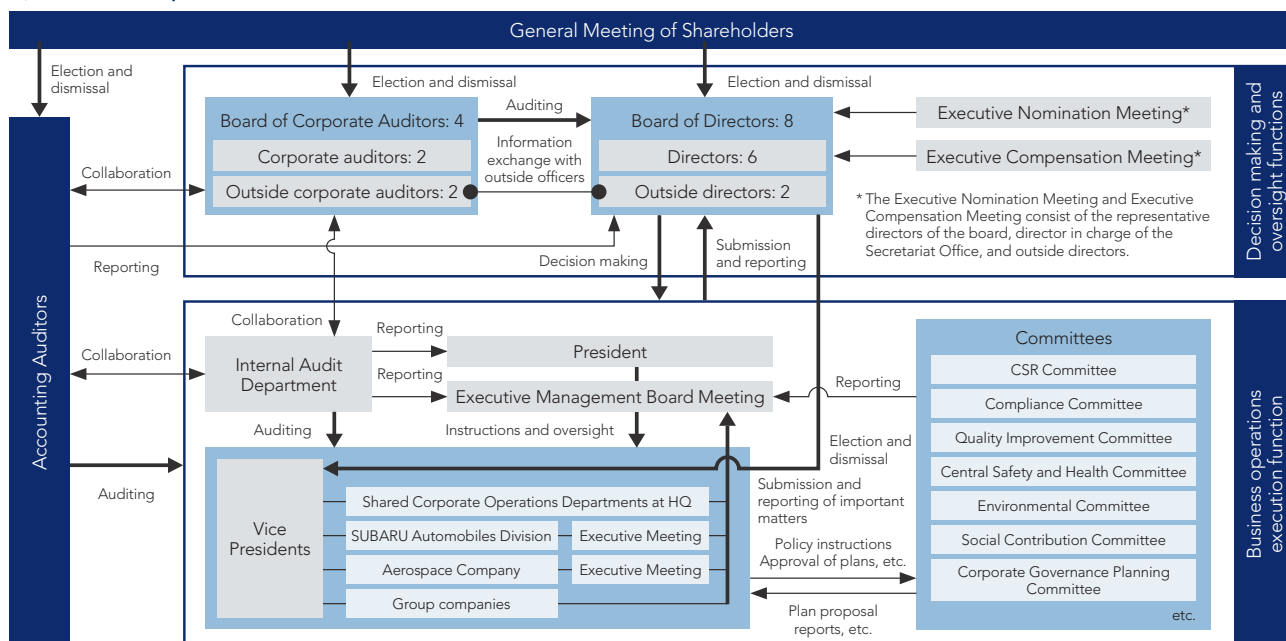 General Meeting of Shareholders
Election and
dismissal
Election and dismissal
Election and dismissal
Auditing
Board of Corporate Auditors: 4
Corporate auditors: 2
Outside corporate auditors: 2
Information
exchange with
outside officers
Board of Directors: 8
Directors: 6
Outside directors: 2
Executive Nomination Meeting*
Executive Compensation Meeting*
* The Executive Nomination Meeting and Executive
Compensation Meeting consist of the representative
directors of the board, director in charge of the
Secretariat Office, and outside directors.
Decision making and
oversight functions
Collaboration
Reporting
Decision making
Submission
and reporting
Accounting Auditors
Collaboration
Collaboration
Internal Audit
Department
Reporting
Reporting
President
Executive Management Board Meeting
Auditing
Instructions and oversight
Auditing
Reporting
Election and
dismissal
Submission and
reporting of important
matters
Vice
Presidents
Shared Corporate Operations Departments at HQ
SUBARU Automobiles Division
Executive Meeting
Aerospace Company
Executive Meeting
Group companies
Policy instructions
Approval of plans, etc.
Plan proposal
reports, etc.
Committees
CSR Committee
Compliance Committee
Quality Improvement Committee
Central Safety and Health Committee
Environmental Committee
Social Contribution Committee
Corporate Governance Planning
Committee
etc.
Business operations
execution function